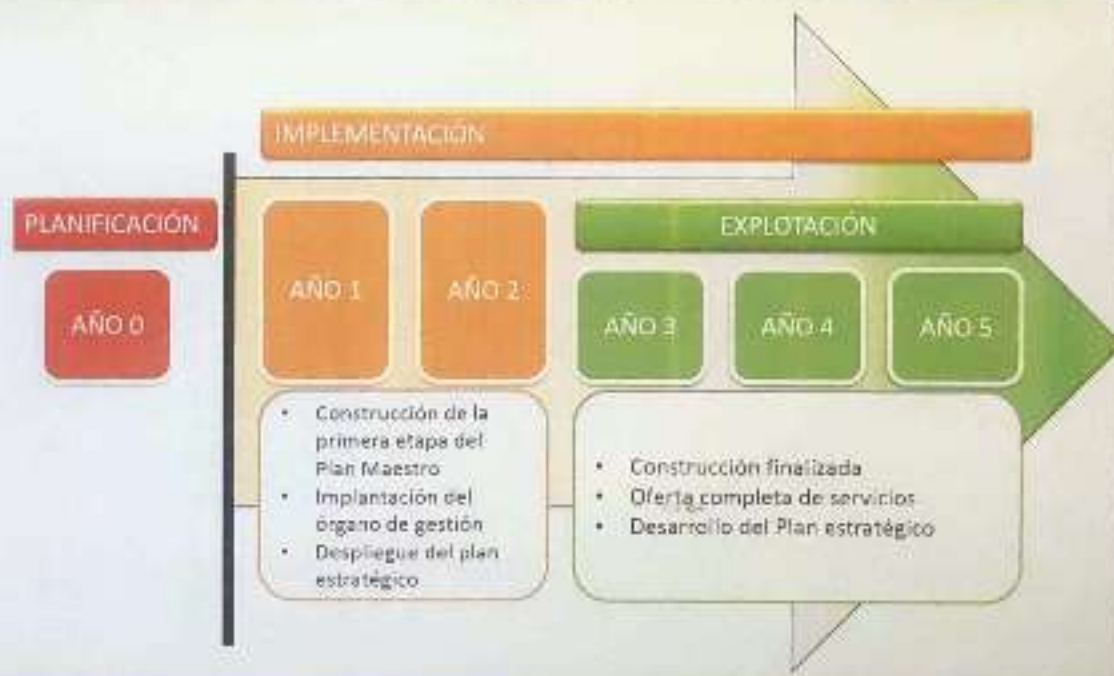 IMPLEMENTACIÓN
PLANIFICACIÓN
EXPLOTACIÓN
AÑO 0
AÑO 1
AÑO 2
AÑO 3
AÑO 4
AÑO 5
• Construcción de la
primera etapa del
Plan Maestro
• Implantación del
órgano de gestión
• Despliegue del plan
estratégico
• Construcción finalizada
• Oferta completa de servicios
• Desarrollo del Plan estratégico